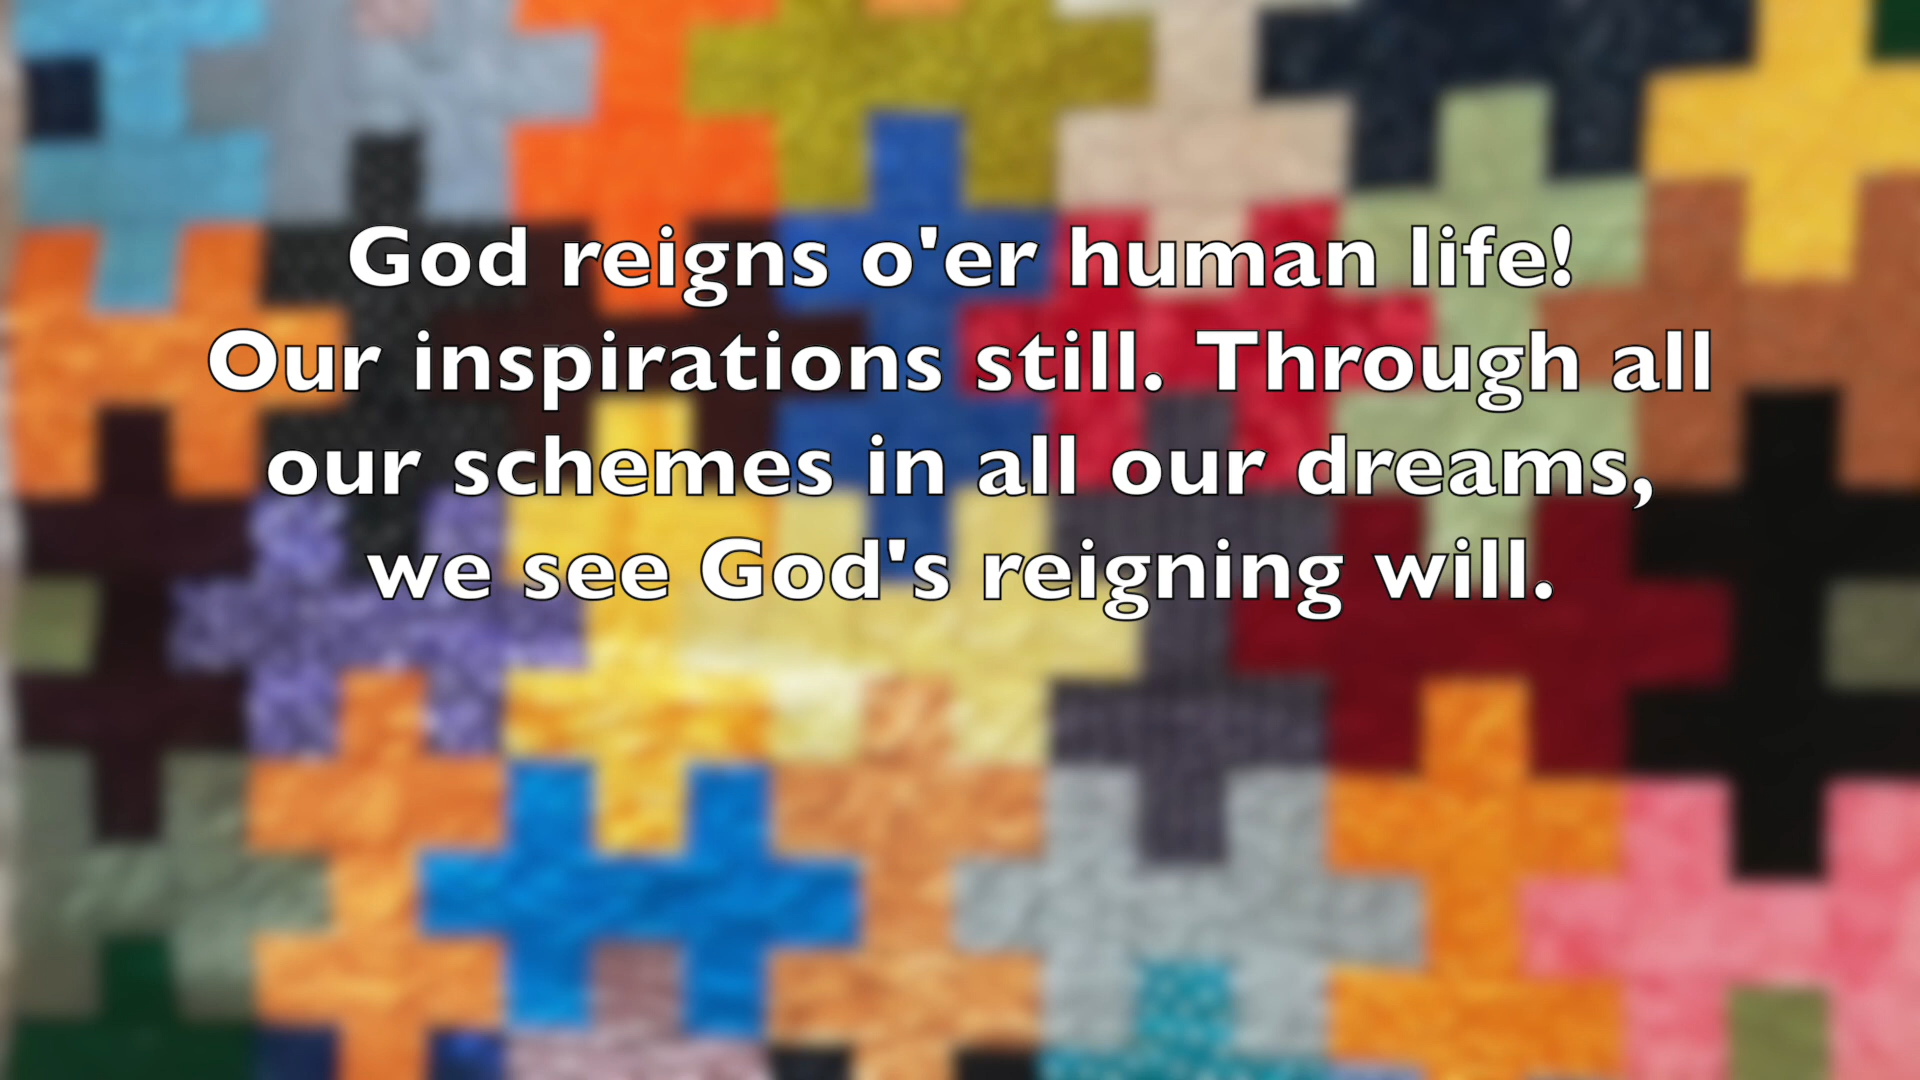 God reigns o'er human life!
Our inspirations still. Through all
our schemes in all our dreams,
we see God's reigning will.